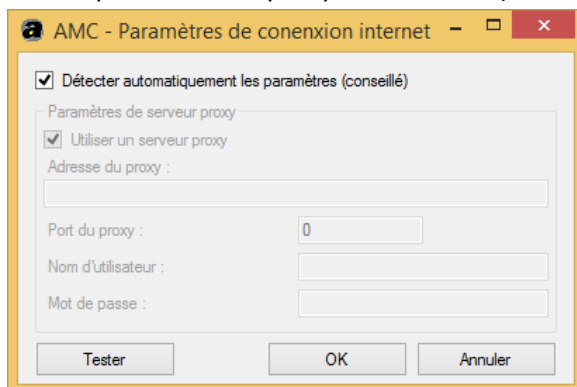 AMC - Paramètres de conenxion internet
Détecter automatiquement les paramètres (conseillé)
Paramètres de serveur proxy
Utiliser un serveur proxy
Adresse du proxy :
Port du proxy :
0
Nom d'utilisateur :
Mot de passe :
Tester
OK
Annuler